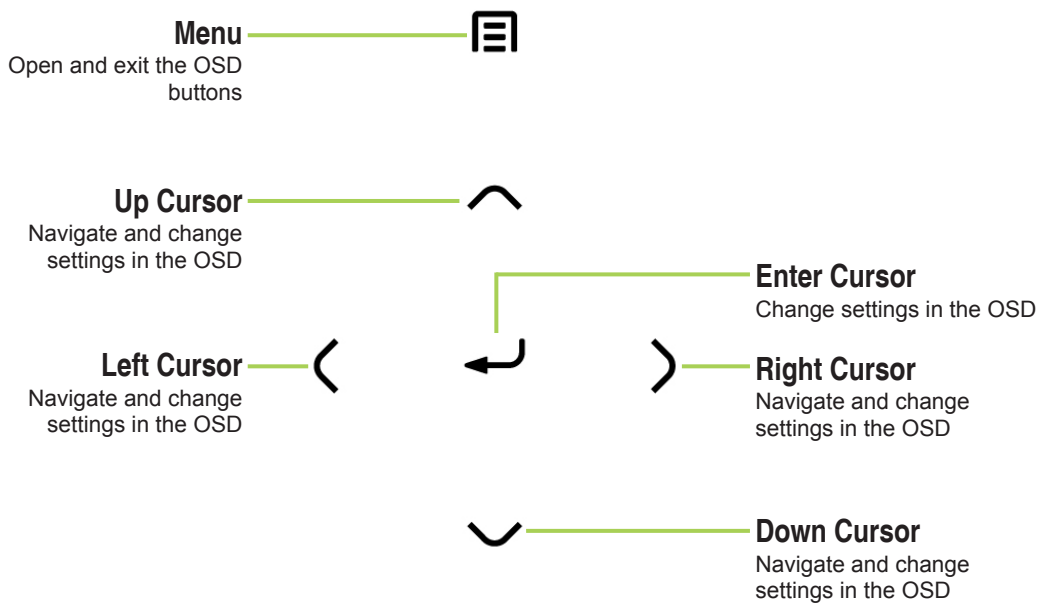 Menu
Open and exit the OSD
buttons
Up Cursor
Navigate and change
settings in the OSD
Enter Cursor
Change settings in the OSD
Left Cursor
Navigate and change
settings in the OSD
Right Cursor
Navigate and change
settings in the OSD
Down Cursor
Navigate and change
settings in the OSD